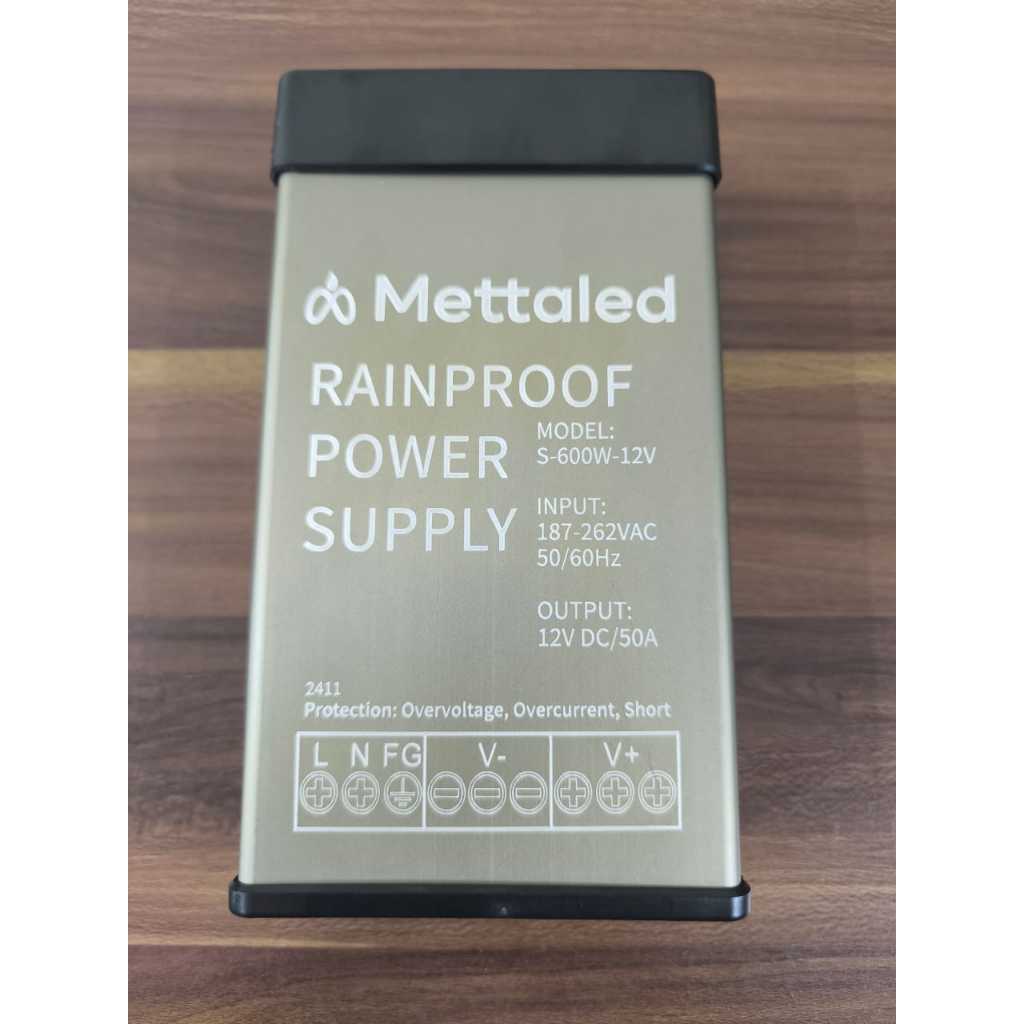 Mettaled
RAINPROOF
POWER
SUPPLY
MODEL:
S-600W-12V
INPUT:
187-262VAC
50/60Hz
OUTPUT:
12V DC/50A
2411
Protection: Overvoltage, Overcurrent, Short
L N FG V- V+